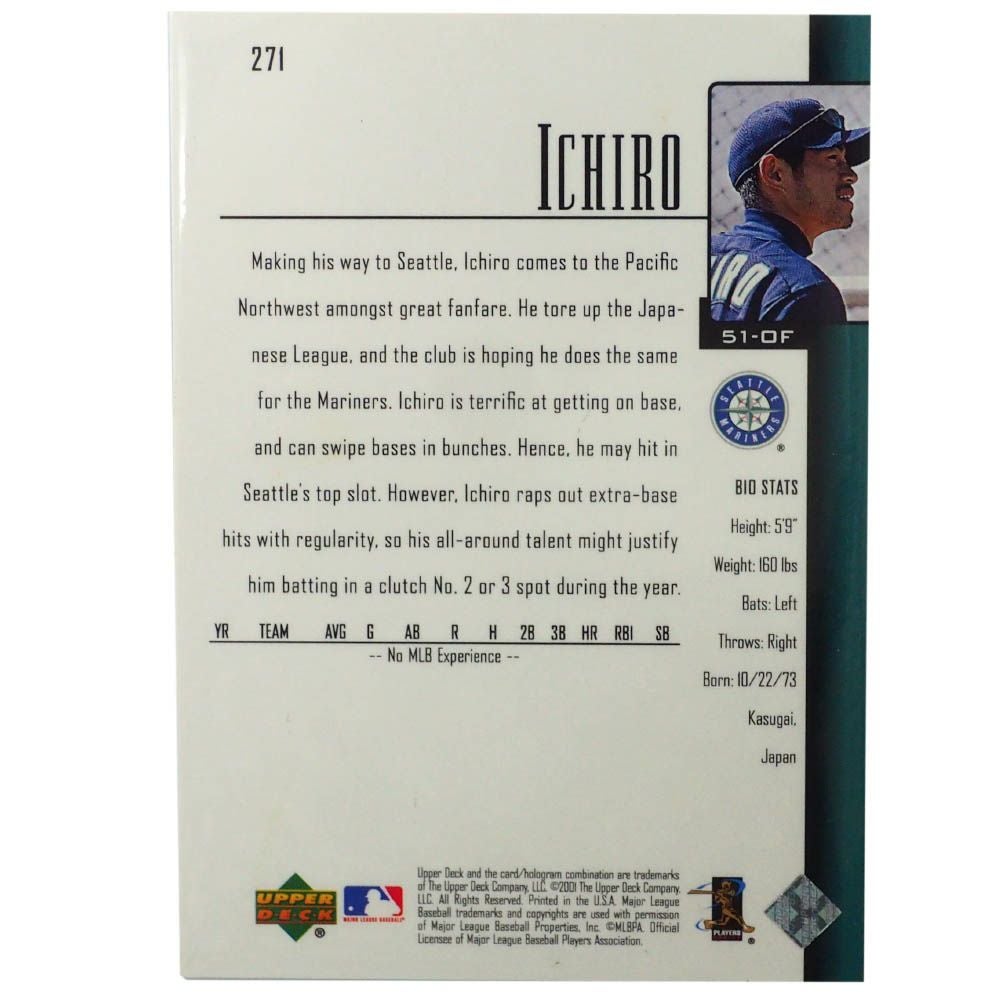 271
ICHIRO
Making his way to Seattle, Ichiro comes to the Pacific
Northwest amongst great fanfare. He tore up the Japa-
nese League, and the club is hoping he does the same
for the Mariners. Ichiro is terrific at getting on base,
and can swipe bases in bunches. Hence, he may hit in
Seattle's top slot. However, Ichiro raps out extra-base
hits with regularity, so his all-around talent might justify
him batting in a clutch No. 2 or 3 spot during the year.
YR TEAM AVG G AB R H 2B 3B HR RBI SB
-- No MLB Experience --
51-OF
SEATTLE
MARINERS
®
BIO STATS
Height: 5'9"
Weight: 160 lbs
Bats: Left
Throws: Right
Born: 10/22/73
Kasugai,
Japan
UPPER
DECK
®
MAJOR LEAGUE BASEBALL
Upper Deck and the card/hologram combination are trademarks
of The Upper Deck Company, LLC. ©2001 The Upper Deck Company,
LLC. All Rights Reserved. Printed in the U.S.A. Major League
Baseball trademarks and copyrights are used with permission
of Major League Baseball Properties, Inc. ©MLBPA. Official
Licensee of Major League Baseball Players Association.
PLAYERS
®